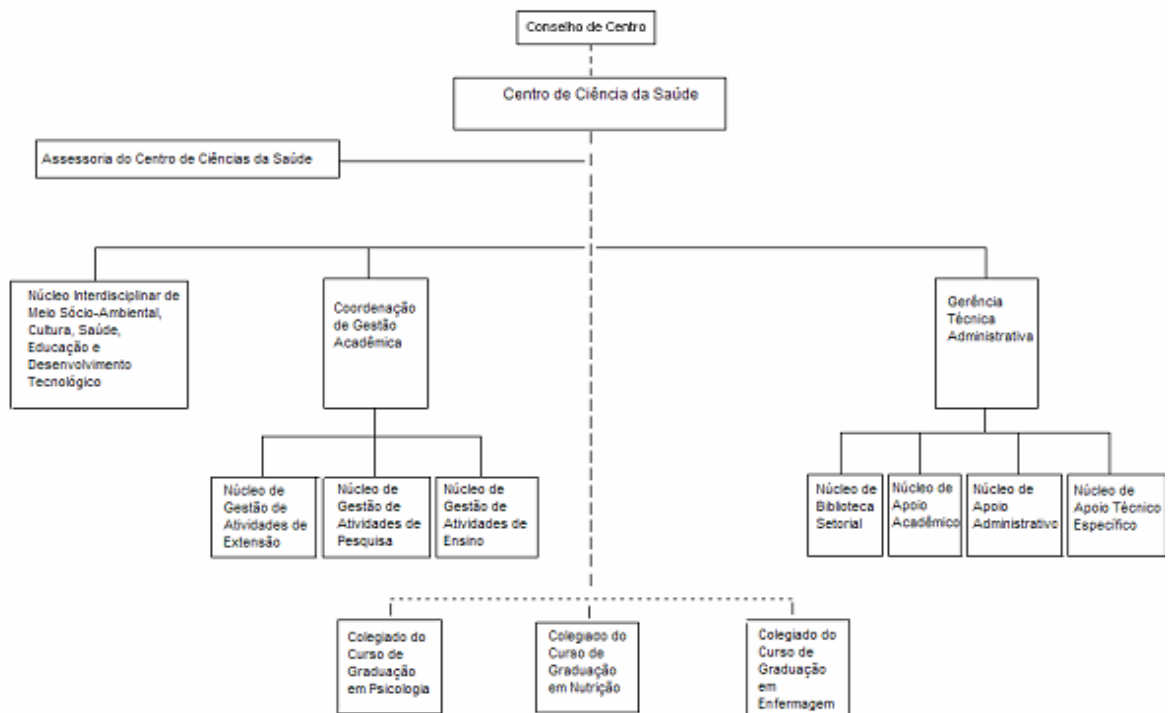 Conselho de Centro
Centro de Ciência da Saúde
Assessoria do Centro de Ciências da Saúde
Núcleo Interdisciplinar de
Meio Sócio-Ambiental,
Cultura, Saúde,
Educação e
Desenvolvimento
Tecnológico
Coordenação
de Gestão
Acadêmica
Gerência
Técnica
Administrativa
Núcleo de
Gestão de
Atividades de
Extensão
Núcleo de
Gestão de
Atividades de
Pesquisa
Núcleo de
Gestão de
Atividades de
Ensino
Núcleo de
Biblioteca
Setorial
Núcleo de
Apoio
Acadêmico
Núcleo de
Apoio
Administrativo
Núcleo de
Apoio Técnico
Específico
Colegiado do
Curso de
Graduação
em Psicologia
Colegiado do
Curso de
Graduação
em Nutrição
Colegiado do
Curso de
Graduação
em
Enfermagem